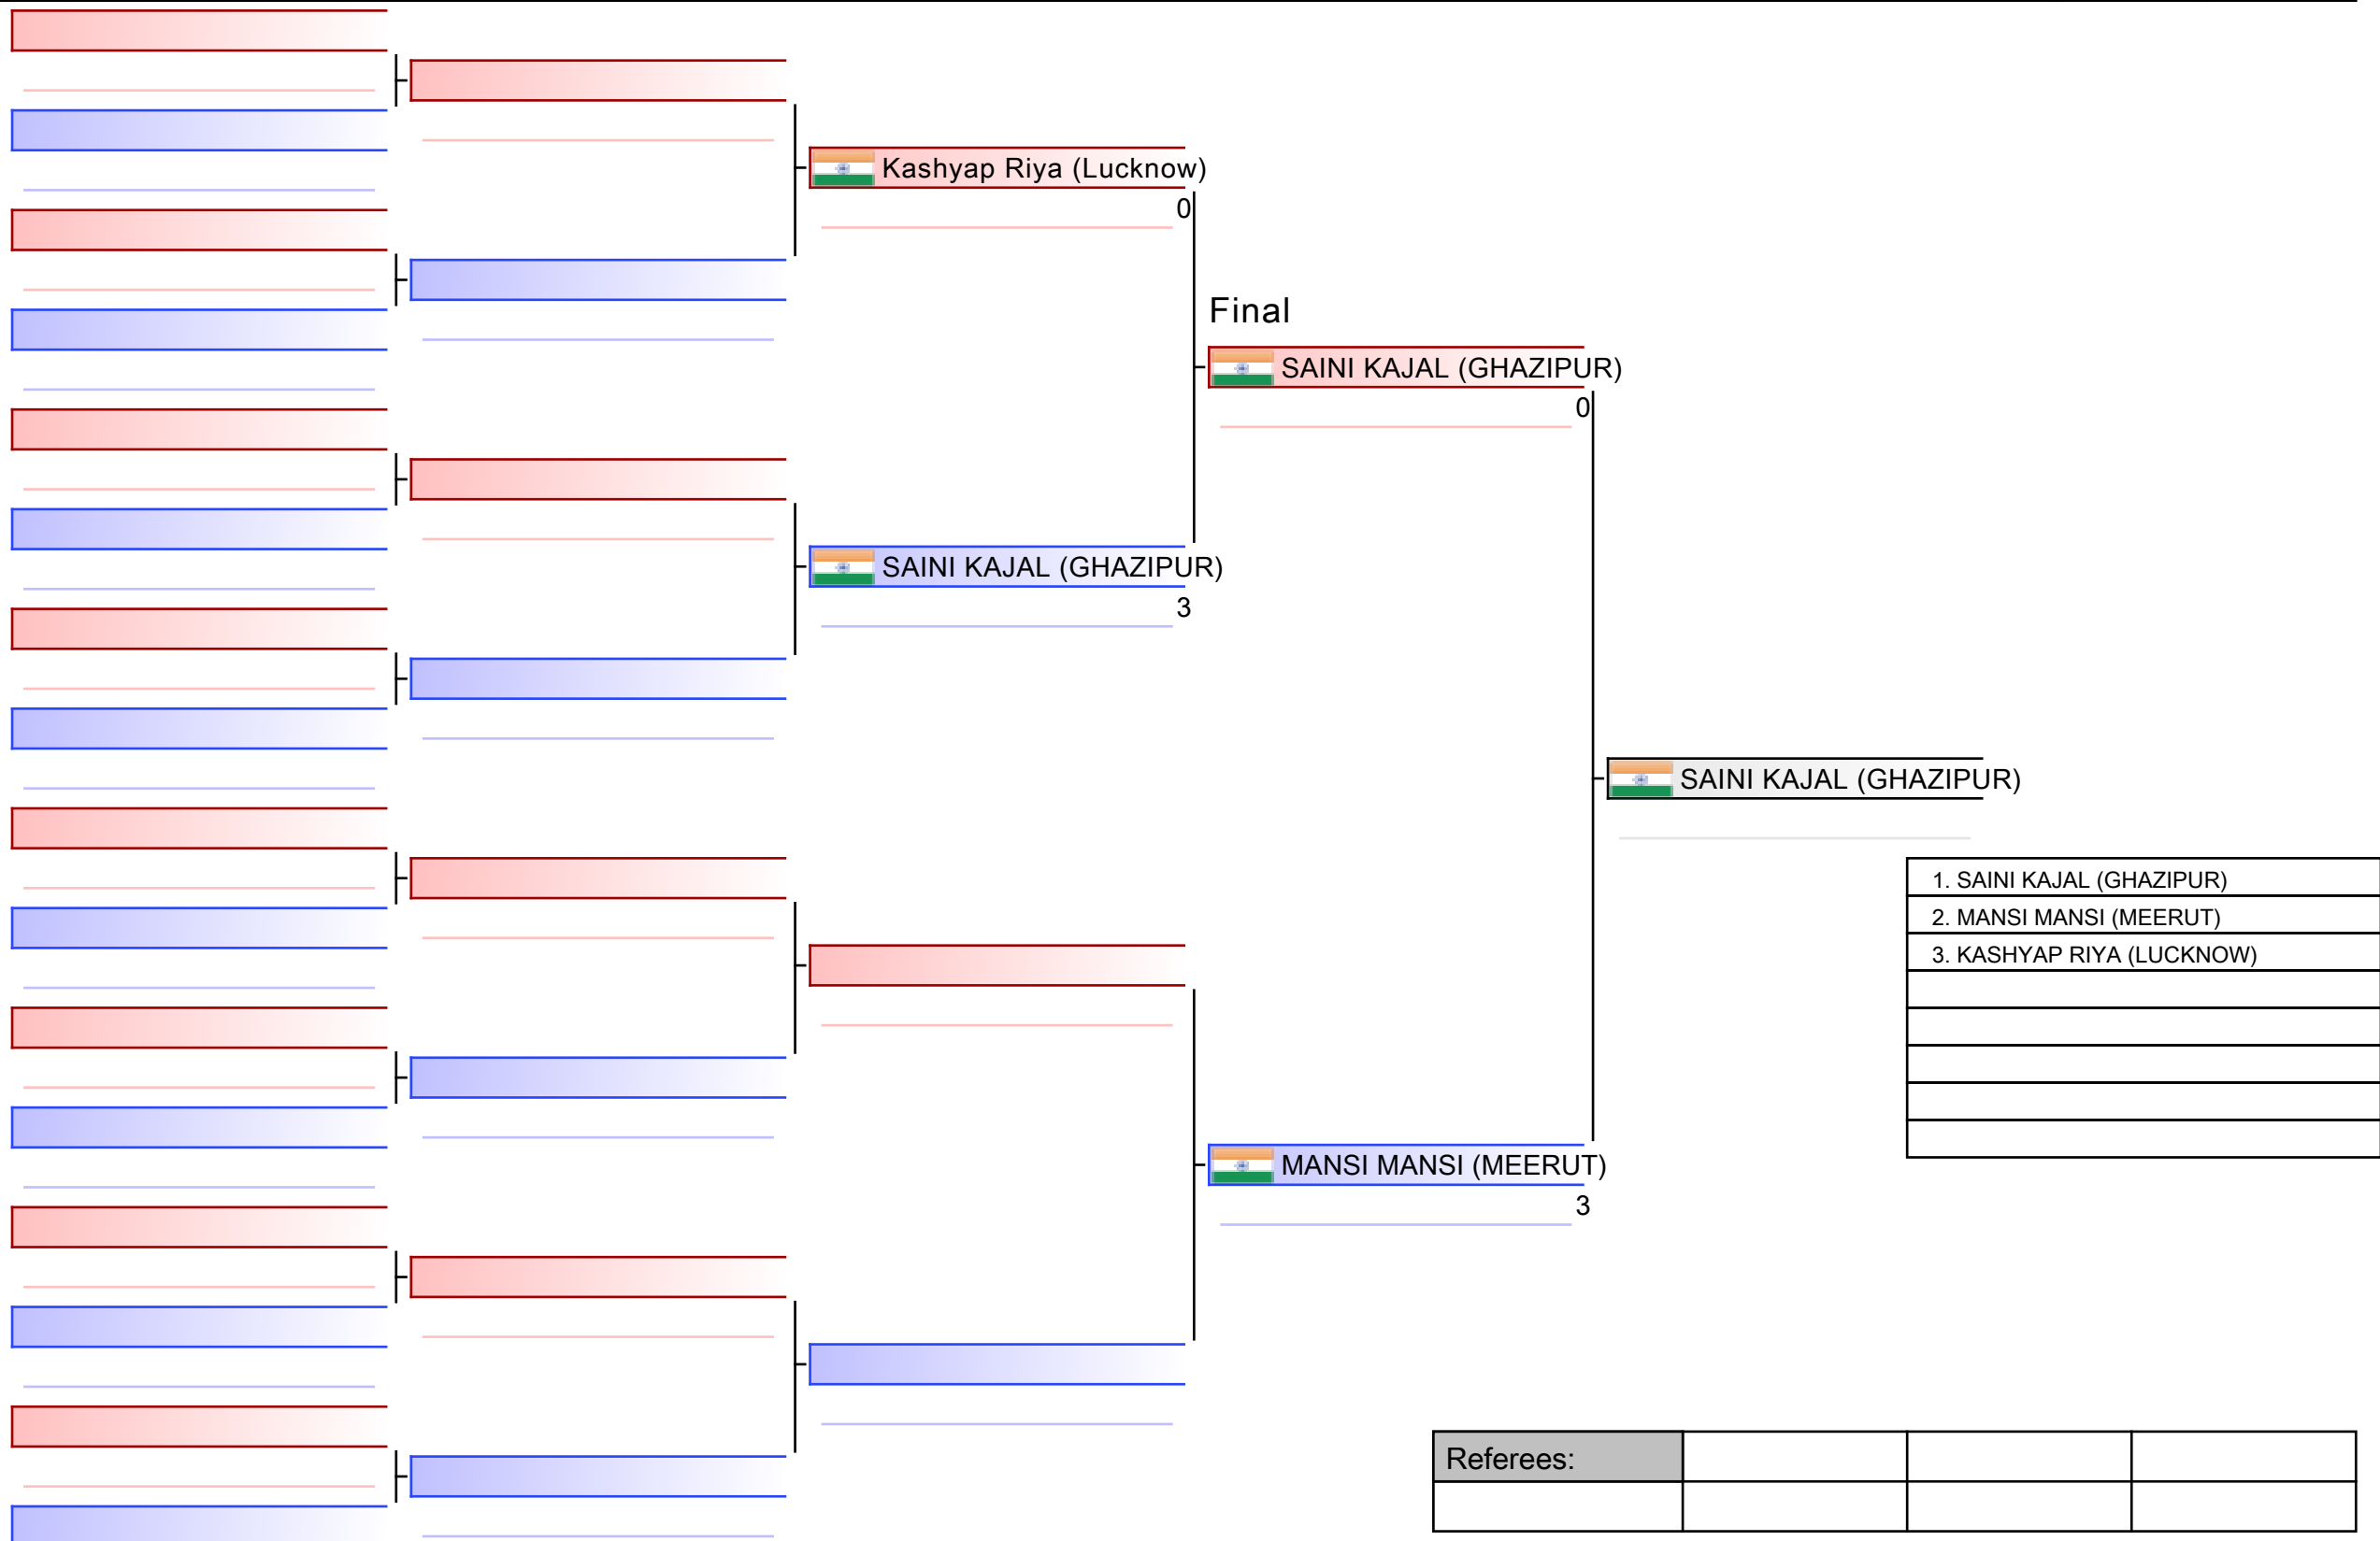 Kashyap Riya (Lucknow)
0
Final
SAINI KAJAL (GHAZIPUR)
0
SAINI KAJAL (GHAZIPUR)
3
SAINI KAJAL (GHAZIPUR)
1. SAINI KAJAL (GHAZIPUR)
2. MANSI MANSI (MEERUT)
3. KASHYAP RIYA (LUCKNOW)
MANSI MANSI (MEERUT)
3
Referees: